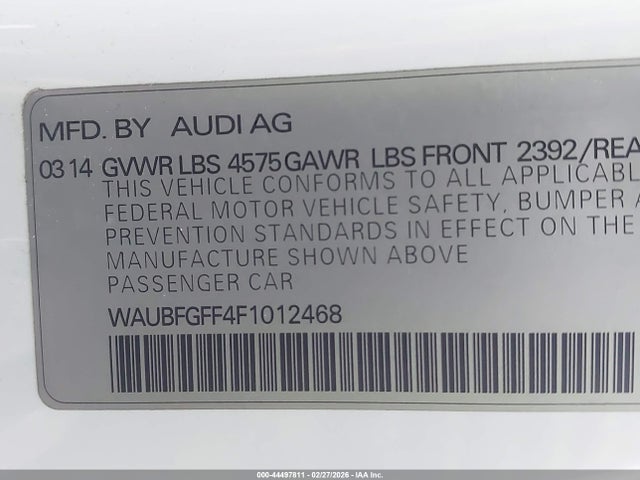 MFD. BY AUDI AG
03 14 GVWR LBS 4575 GAWR LBS FRONT 2392/REA
THIS VEHICLE CONFORMS TO ALL APPLICABL
FEDERAL MOTOR VEHICLE SAFETY, BUMPER A
PREVENTION STANDARDS IN EFFECT ON THE
MANUFACTURE SHOWN ABOVE
PASSENGER CAR
WAUBFGFF4F1012468
000-44497811 - 02/27/2026 - IAA, Inc.